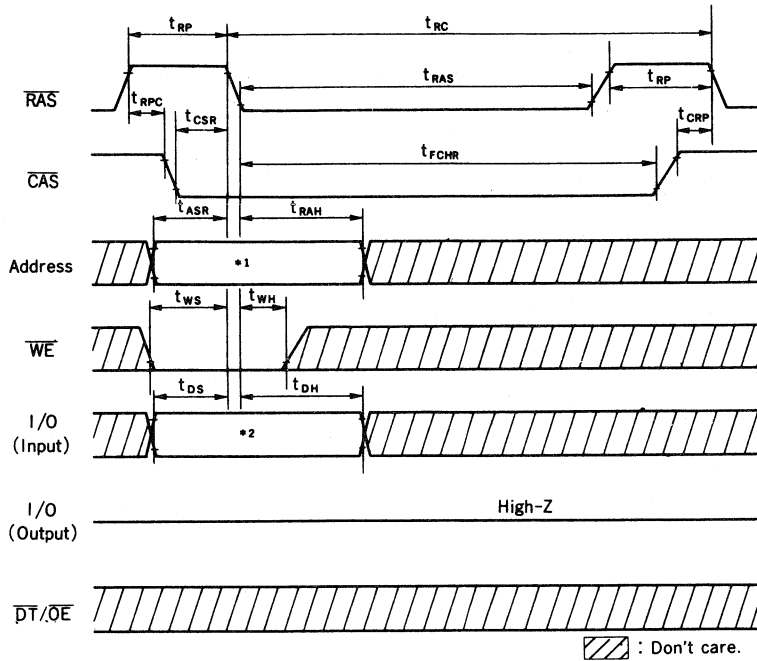 tRP
tRC
RAS
tRAS
tRP
tRPC
tCSR
tCRP
CAS
tFCHR
tASR
tRAH
Address
*1
tWS
tWH
WE
tDS
tDH
I/O
(Input)
*2
I/O
(Output)
High-Z
DT/OE
: Don't care.